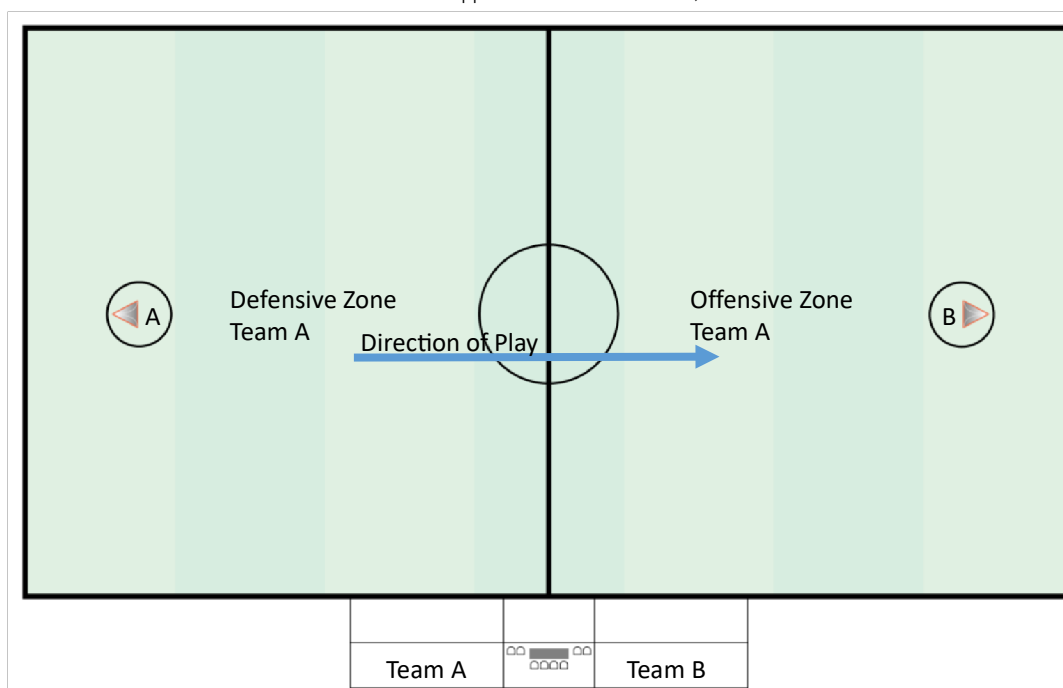 Defensive Zone
Team A
Offensive Zone
Team A
A
B
Direction of Play
Team A
Team B